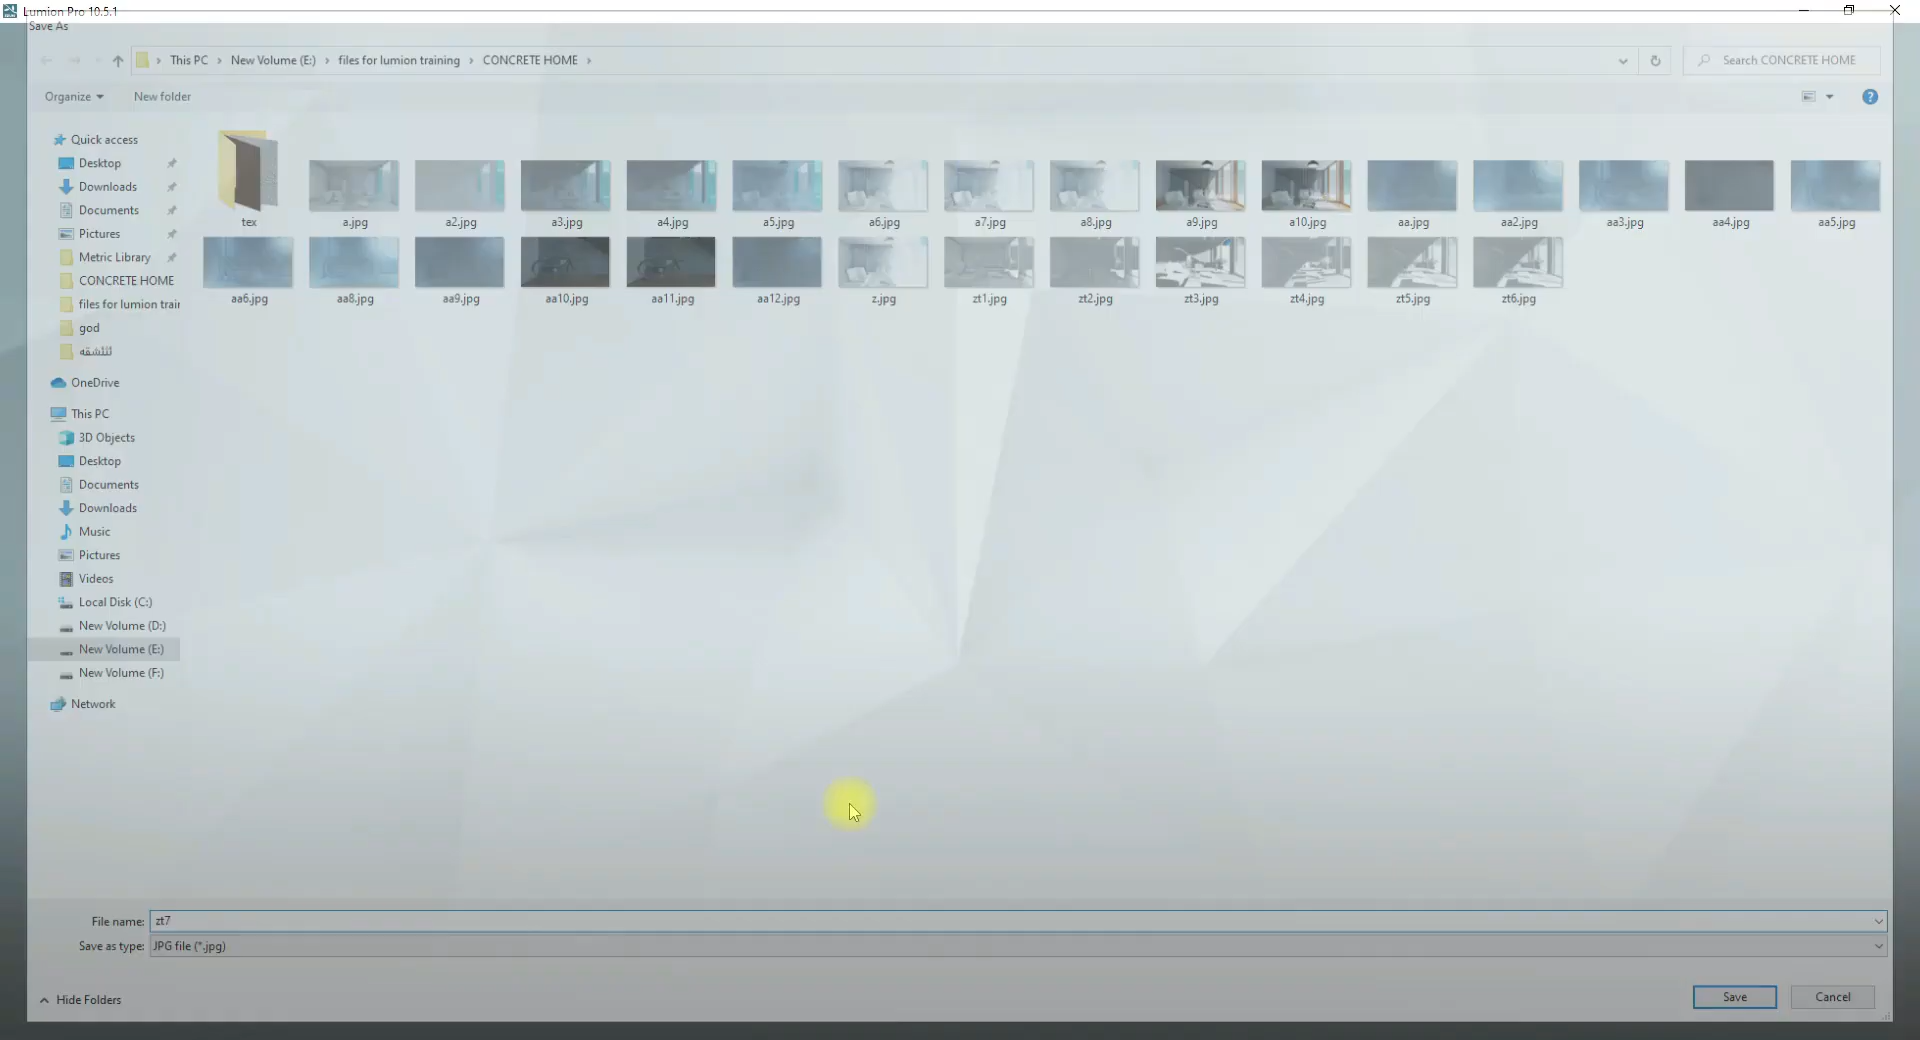 Lumion Pro 10.5.1
Save As
This PC › New Volume (E:) › files for lumion training › CONCRETE HOME ›
Search CONCRETE HOME
Organize
New folder
Quick access
Desktop
Downloads
Documents
Pictures
Metric Library
CONCRETE HOME
files for lumion trair
god
OneDrive
This PC
3D Objects
Desktop
Documents
Downloads
Music
Pictures
Videos
Local Disk (C:)
New Volume (D:)
New Volume (E:)
New Volume (F:)
Network
tex a.jpg a2.jpg a3.jpg a4.jpg a5.jpg a6.jpg a7.jpg a8.jpg a9.jpg a10.jpg aa.jpg aa2.jpg aa3.jpg aa4.jpg aa5.jpg
aa6.jpg aa8.jpg aa9.jpg aa10.jpg aa11.jpg aa12.jpg z.jpg zt1.jpg zt2.jpg zt3.jpg zt4.jpg zt5.jpg zt6.jpg
File name: zt7
Save as type: JPG file (*.jpg)
Hide Folders
Save
Cancel